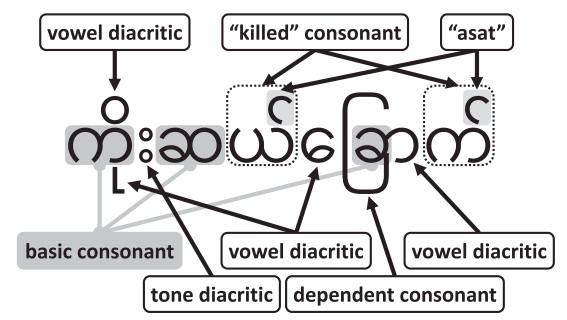 vowel diacritic “killed” consonant “asat”
ကိုးဆယ်ခြောက်
basic consonant vowel diacritic vowel diacritic
tone diacritic dependent consonant